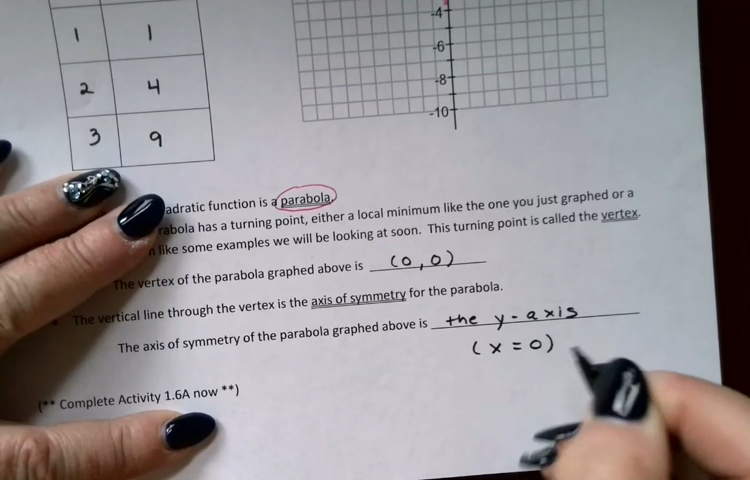 1 1
2 4
3 9
-4
-6
-8
-10
adratic function is a parabola.
rabola has a turning point, either a local minimum like the one you just graphed or a
like some examples we will be looking at soon. This turning point is called the vertex.
The vertex of the parabola graphed above is (0,0)
The vertical line through the vertex is the axis of symmetry for the parabola.
The axis of symmetry of the parabola graphed above is the y-axis
(x = 0)
(** Complete Activity 1.6A now **)